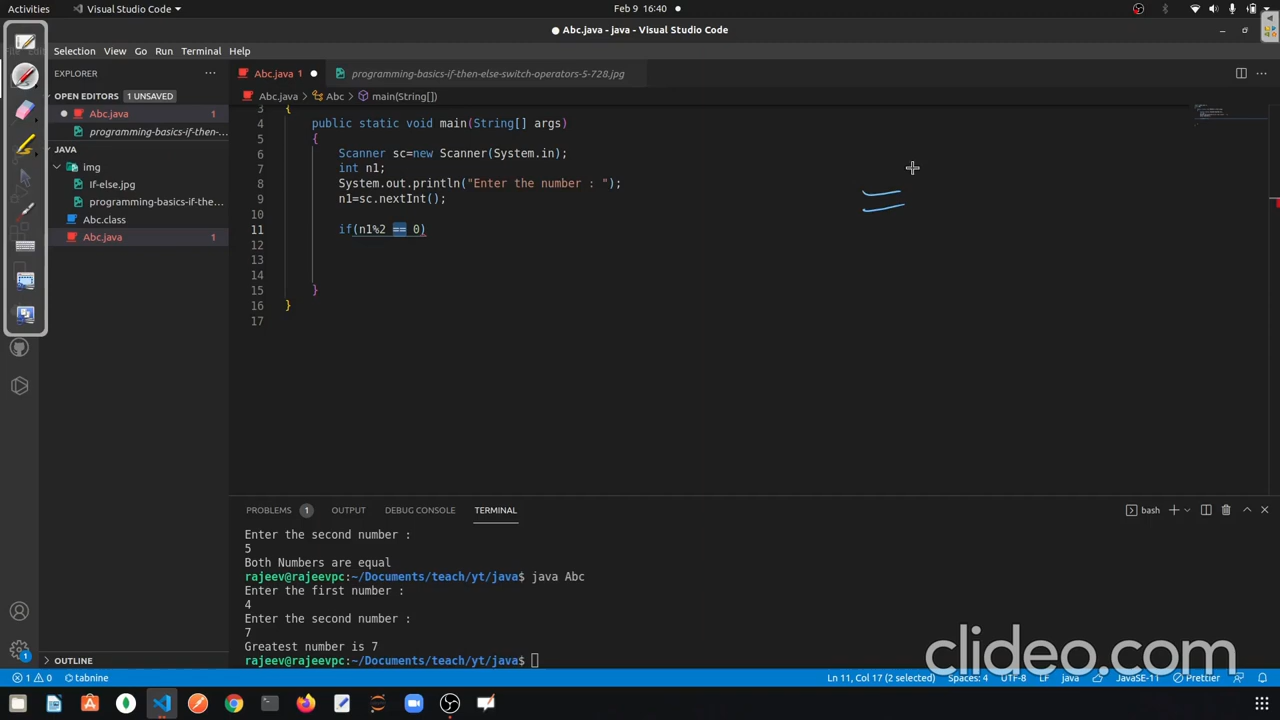 Activities
Visual Studio Code
Feb 9 16:40
Abc.java - java - Visual Studio Code
Selection View Go Run Terminal Help
EXPLORER
Abc.java 1
programming-basics-if-then-else-switch-operators-5-728.jpg
OPEN EDITORS 1 UNSAVED
Abc.java > Abc > main(String[])
Abc.java 1
programming-basics-if-then-...
JAVA
img
If-else.jpg
programming-basics-if-the...
Abc.class
Abc.java 1
3 {
4 public static void main(String[] args)
5 {
6 Scanner sc=new Scanner(System.in);
7 int n1;
8 System.out.println("Enter the number : ");
9 n1=sc.nextInt();
10
11 if(n1%2 == 0)
12
13
14
15 }
16 }
17
PROBLEMS 1 OUTPUT DEBUG CONSOLE TERMINAL
bash
Enter the second number :
5
Both Numbers are equal
rajeev@rajeevpc:~/Documents/teach/yt/java$ java Abc
Enter the first number :
4
Enter the second number :
7
Greatest number is 7
rajeev@rajeevpc:~/Documents/teach/yt/java$
clideo.com
OUTLINE
1 0 tabnine
Ln 11, Col 17 (2 selected) Spaces: 4 UTF-8 LF java JavaSE-11 Prettier